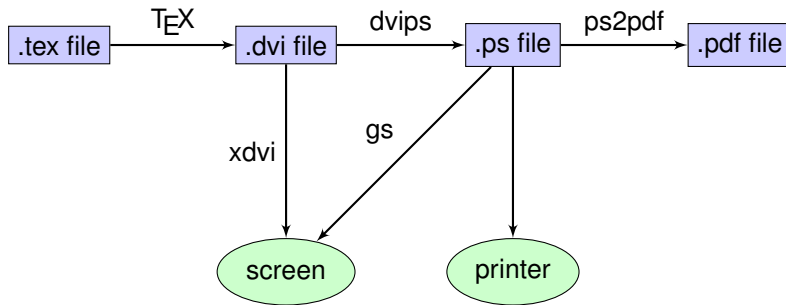 TEX
dvips
ps2pdf
.tex file
.dvi file
.ps file
.pdf file
xdvi
gs
screen
printer